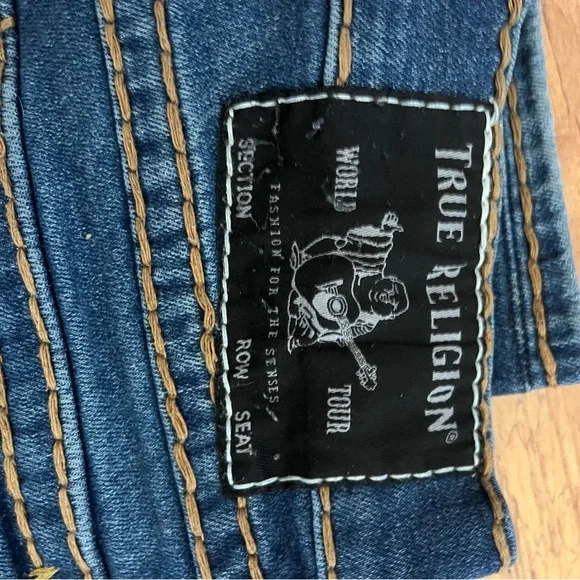 TRUE RELIGION®
WORLD TOUR
FASHION FOR THE SENSES
SECTION ROW SEAT